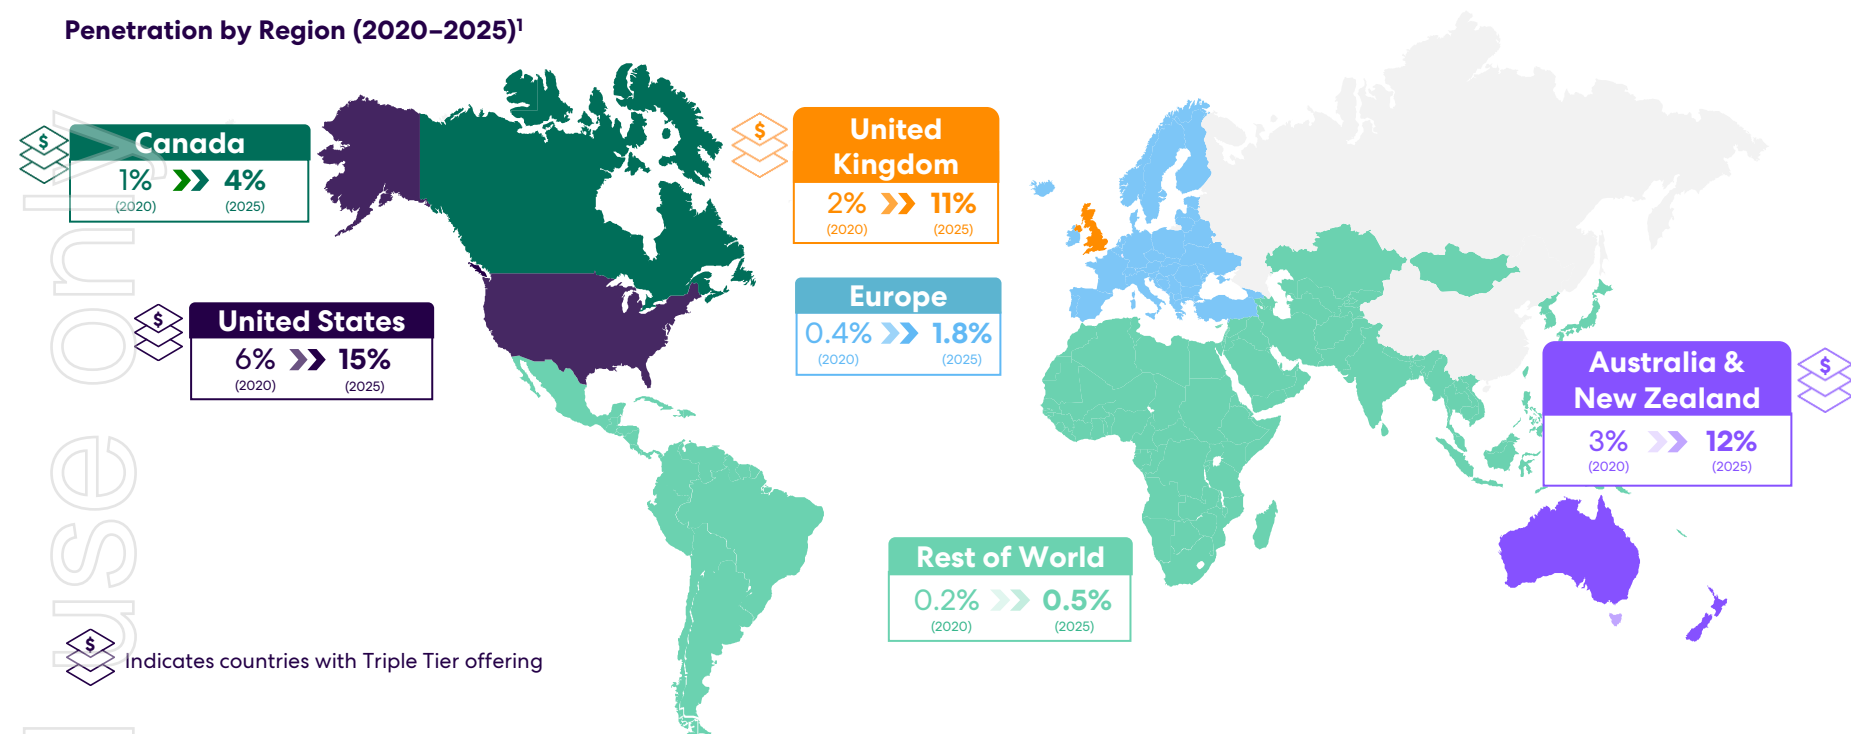 Penetration by Region (2020–2025)¹
Canada
1% 4%
(2020) (2025)
United States
6% 15%
(2020) (2025)
United
Kingdom
2% 11%
(2020) (2025)
Europe
0.4% 1.8%
(2020) (2025)
Australia &
New Zealand
3% 12%
(2020) (2025)
Rest of World
0.2% 0.5%
(2020) (2025)
$ Indicates countries with Triple Tier offering
use only